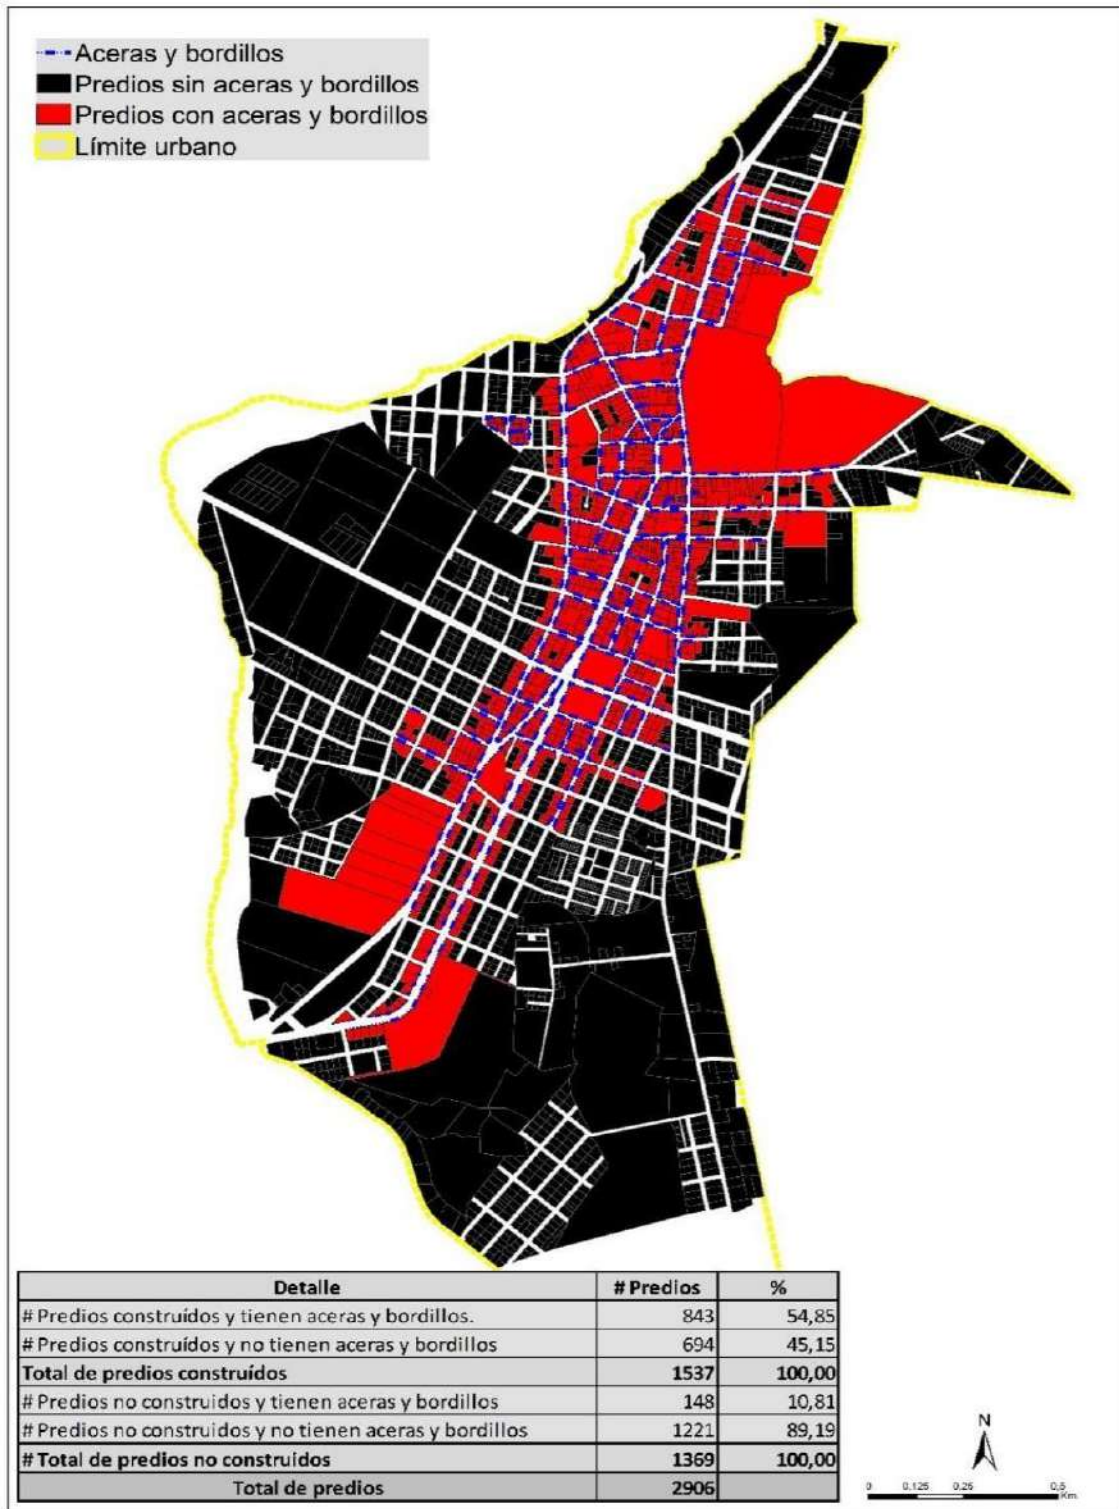 Aceras y bordillos
Predios sin aceras y bordillos
Predios con aceras y bordillos
Límite urbano
Detalle # Predios %
# Predios construídos y tienen aceras y bordillos. 843 54,85
# Predios construídos y no tienen aceras y bordillos 694 45,15
Total de predios construídos 1537 100,00
# Predios no construidos y tienen aceras y bordillos 148 10,81
# Predios no construidos y no tienen aceras y bordillos 1221 89,19
# Total de predios no construídos 1369 100,00
Total de predios 2906
N
0 0,125 0,25 0,5
Km.